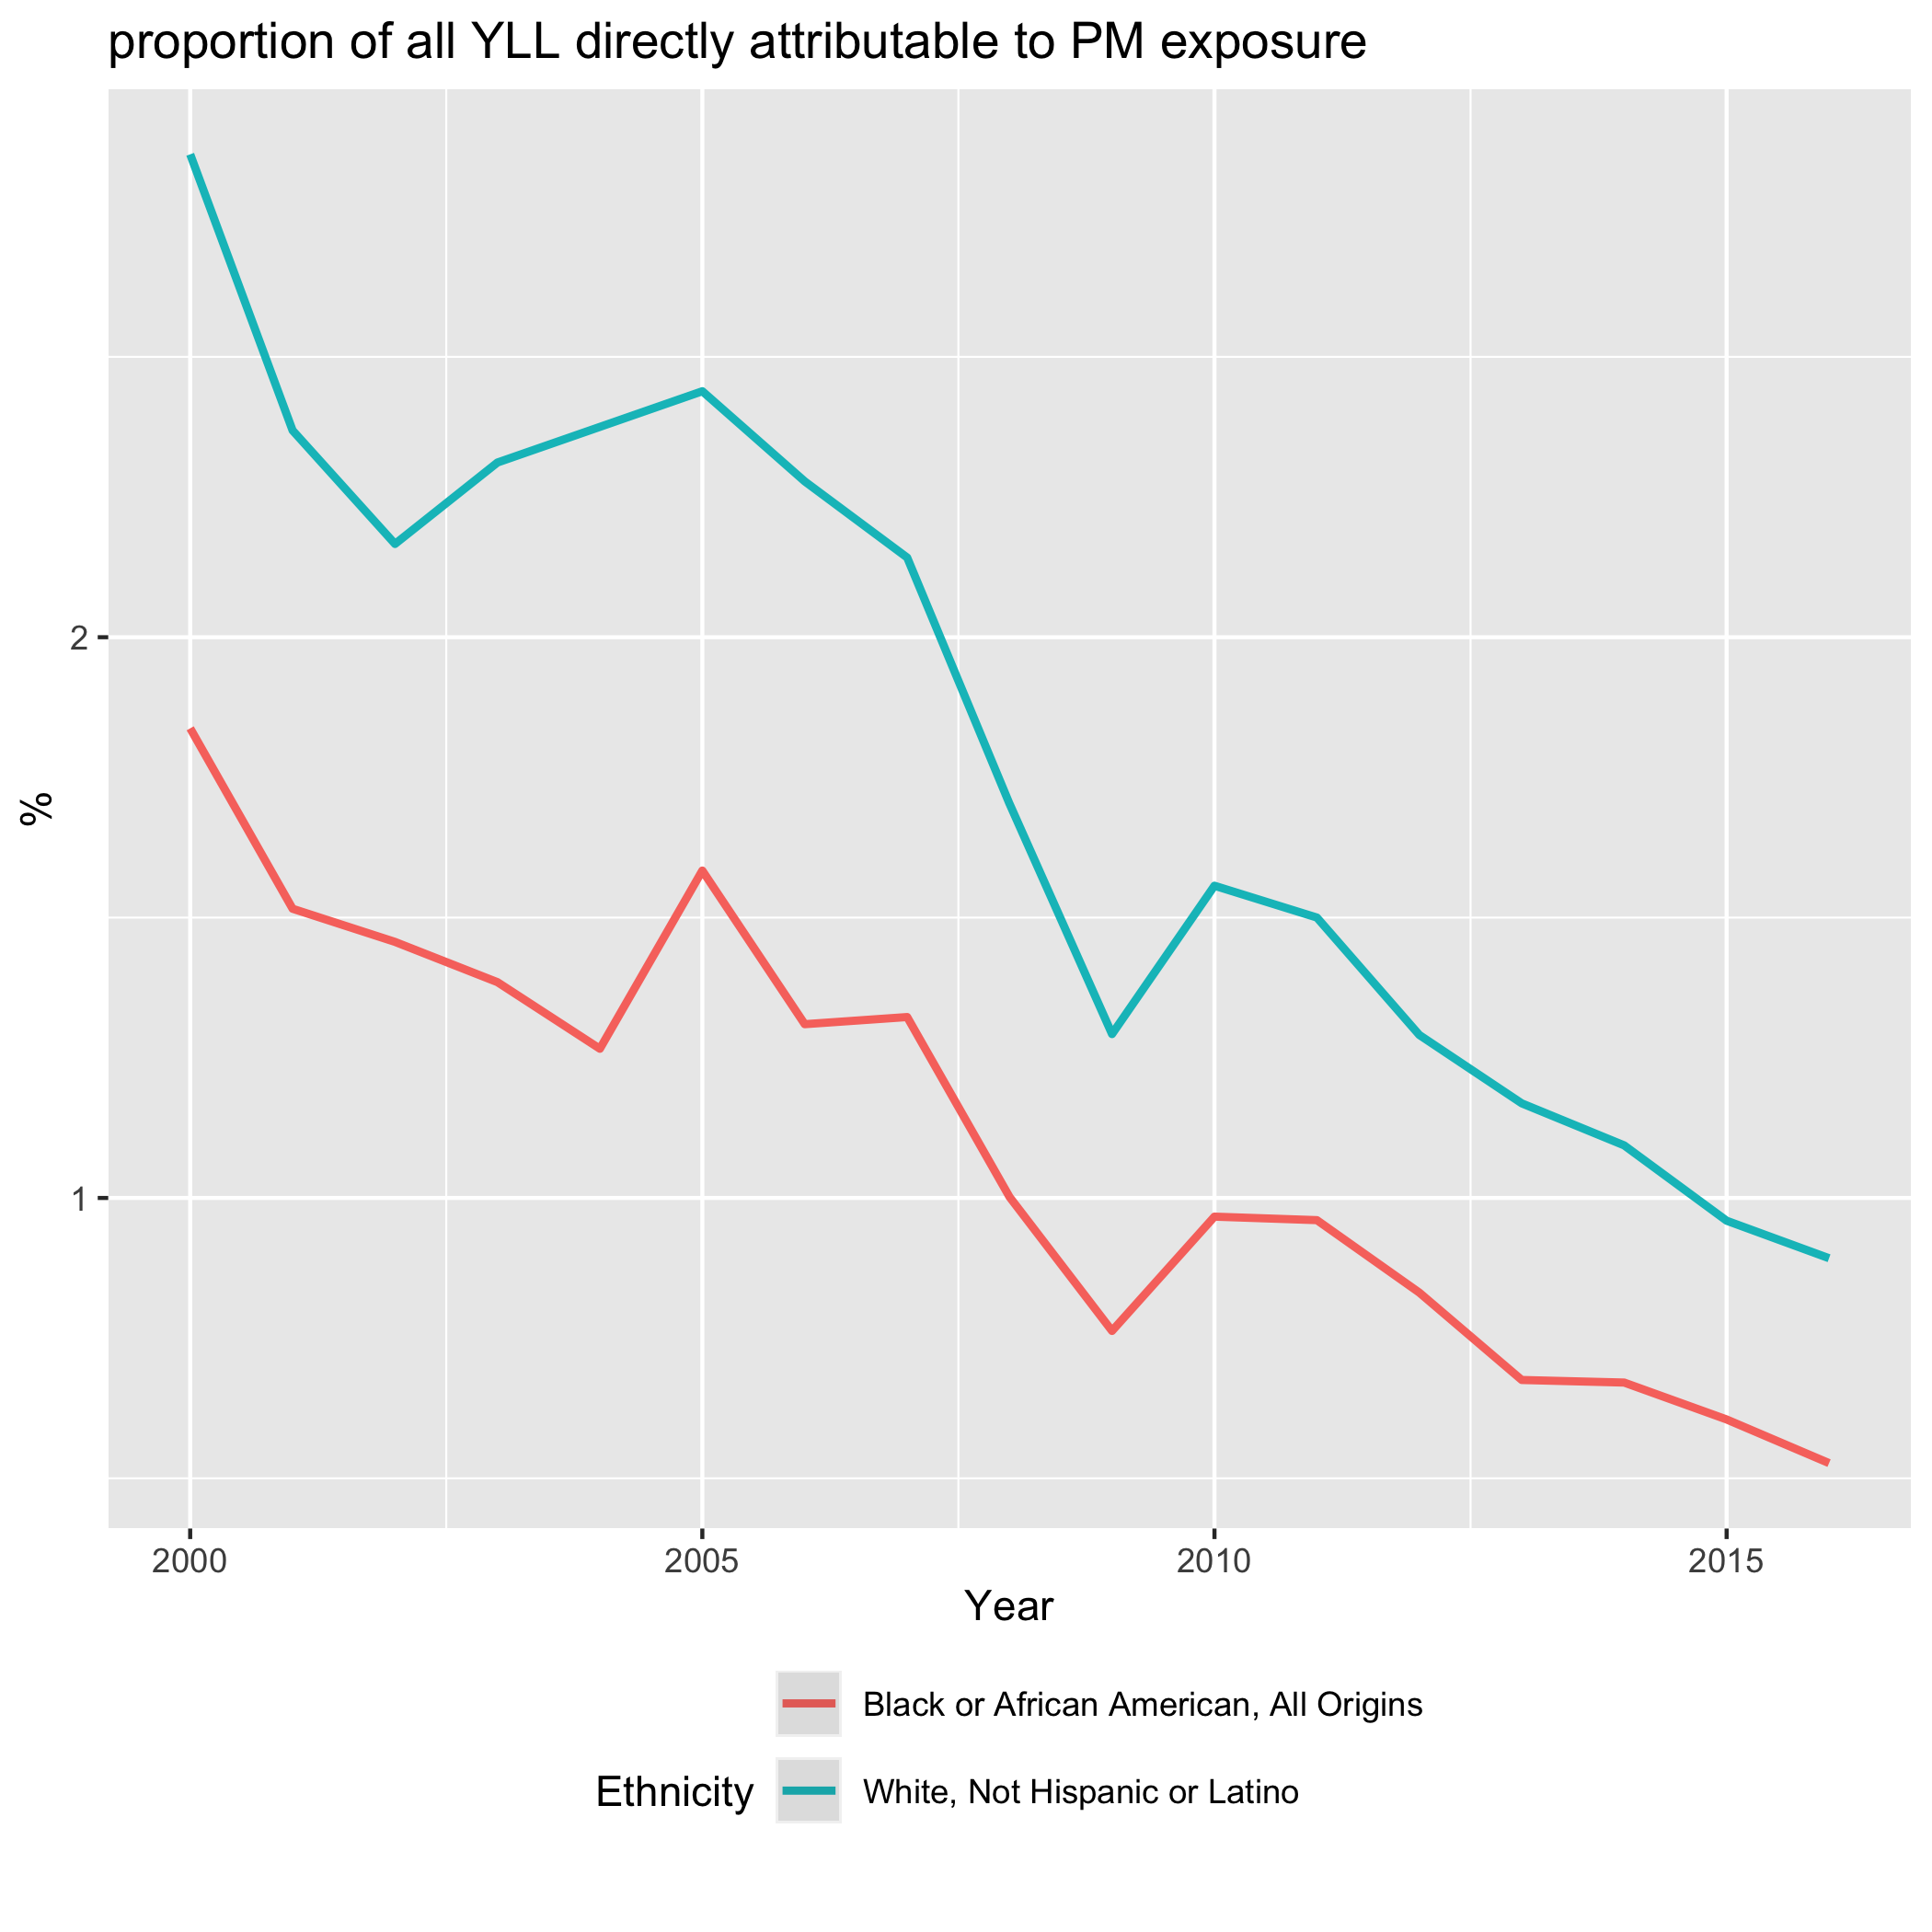 proportion of all YLL directly attributable to PM exposure
%
2
1
2000 2005 2010 2015
Year
Ethnicity
Black or African American, All Origins
White, Not Hispanic or Latino